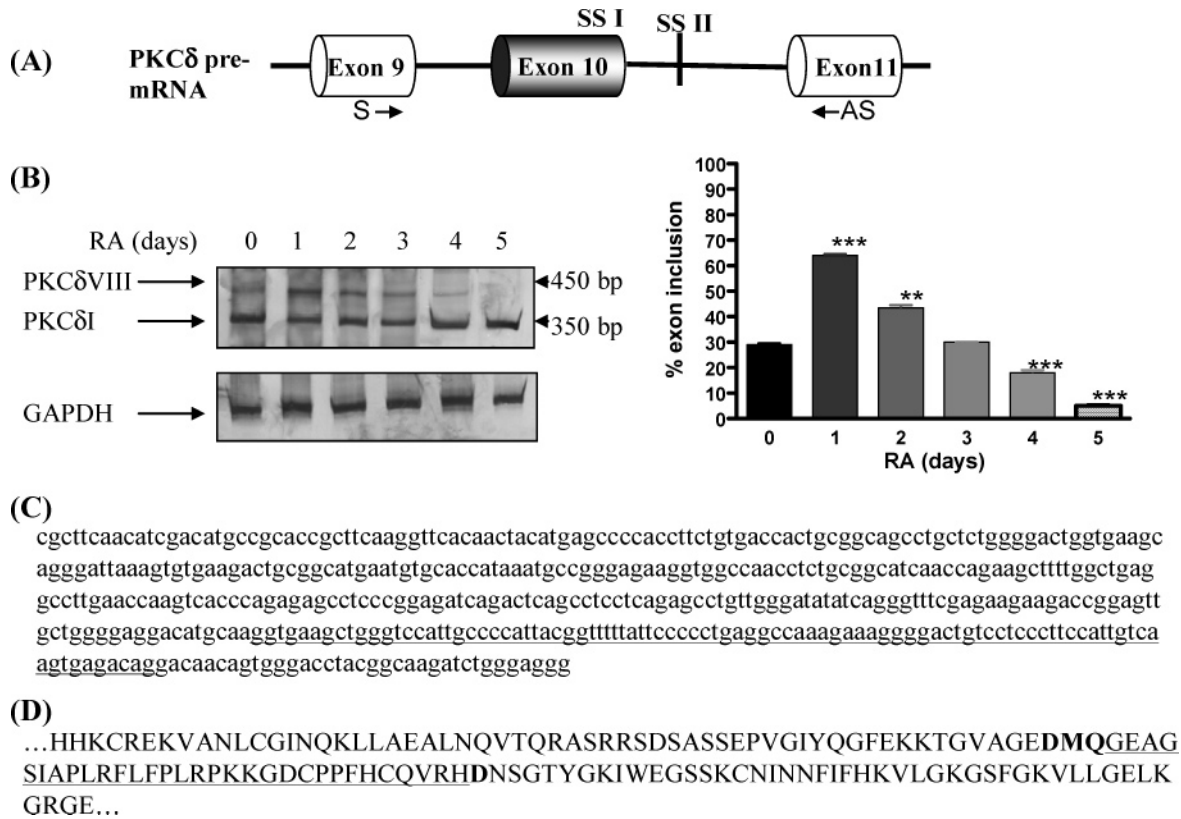 (A)
PKCδ pre-mRNA
SS I
SS II
Exon 9
Exon 10
Exon11
S
AS
(B)
RA (days) 0 1 2 3 4 5
PKCδVIII
450 bp
PKCδI
350 bp
GAPDH
% exon inclusion
100
90
80
70
60
50
40
30
20
10
0
***
**
***
***
0 1 2 3 4 5
RA (days)
(C)
cgcttcaacatcgacatgccgcaccgcttcaaggttcacaactacatgagccccaccttctgtgaccactgcggcagcctgctctggggactggtgaagc
agggattaaagtgtgaagactgcggcatgaatgtgcaccataaatgccgggagaaggtggccaacctctgcggcatcaaccagaagcttttggctgag
gccttgaaccaagtcacccagagagcctcccggagatcagactcagcctcctcagagcctgttgggatatatcagggtttcgagaagaagaccggagtt
gctggggaggacatgcaaggtgaagctgggtccattgccccattacggtttttattccccctgaggccaaagaaaggggactgtcctcccttccattgtca
agtgagacaggacaacagtgggacctacggcaagatctgggaggg
(D)
…HHKCREKVANLCGINQKLLAEALNQVTQRASRRSDSASSEPVGIYQGFEKKTGVAGEDMQGEAG
SIAPLRFLFPLRPKKGDCPPFHCQVRHDNSGTYGKIWEGSSKCNINNFIFHKVLGKGSFGKVLLGELK
GRGE…